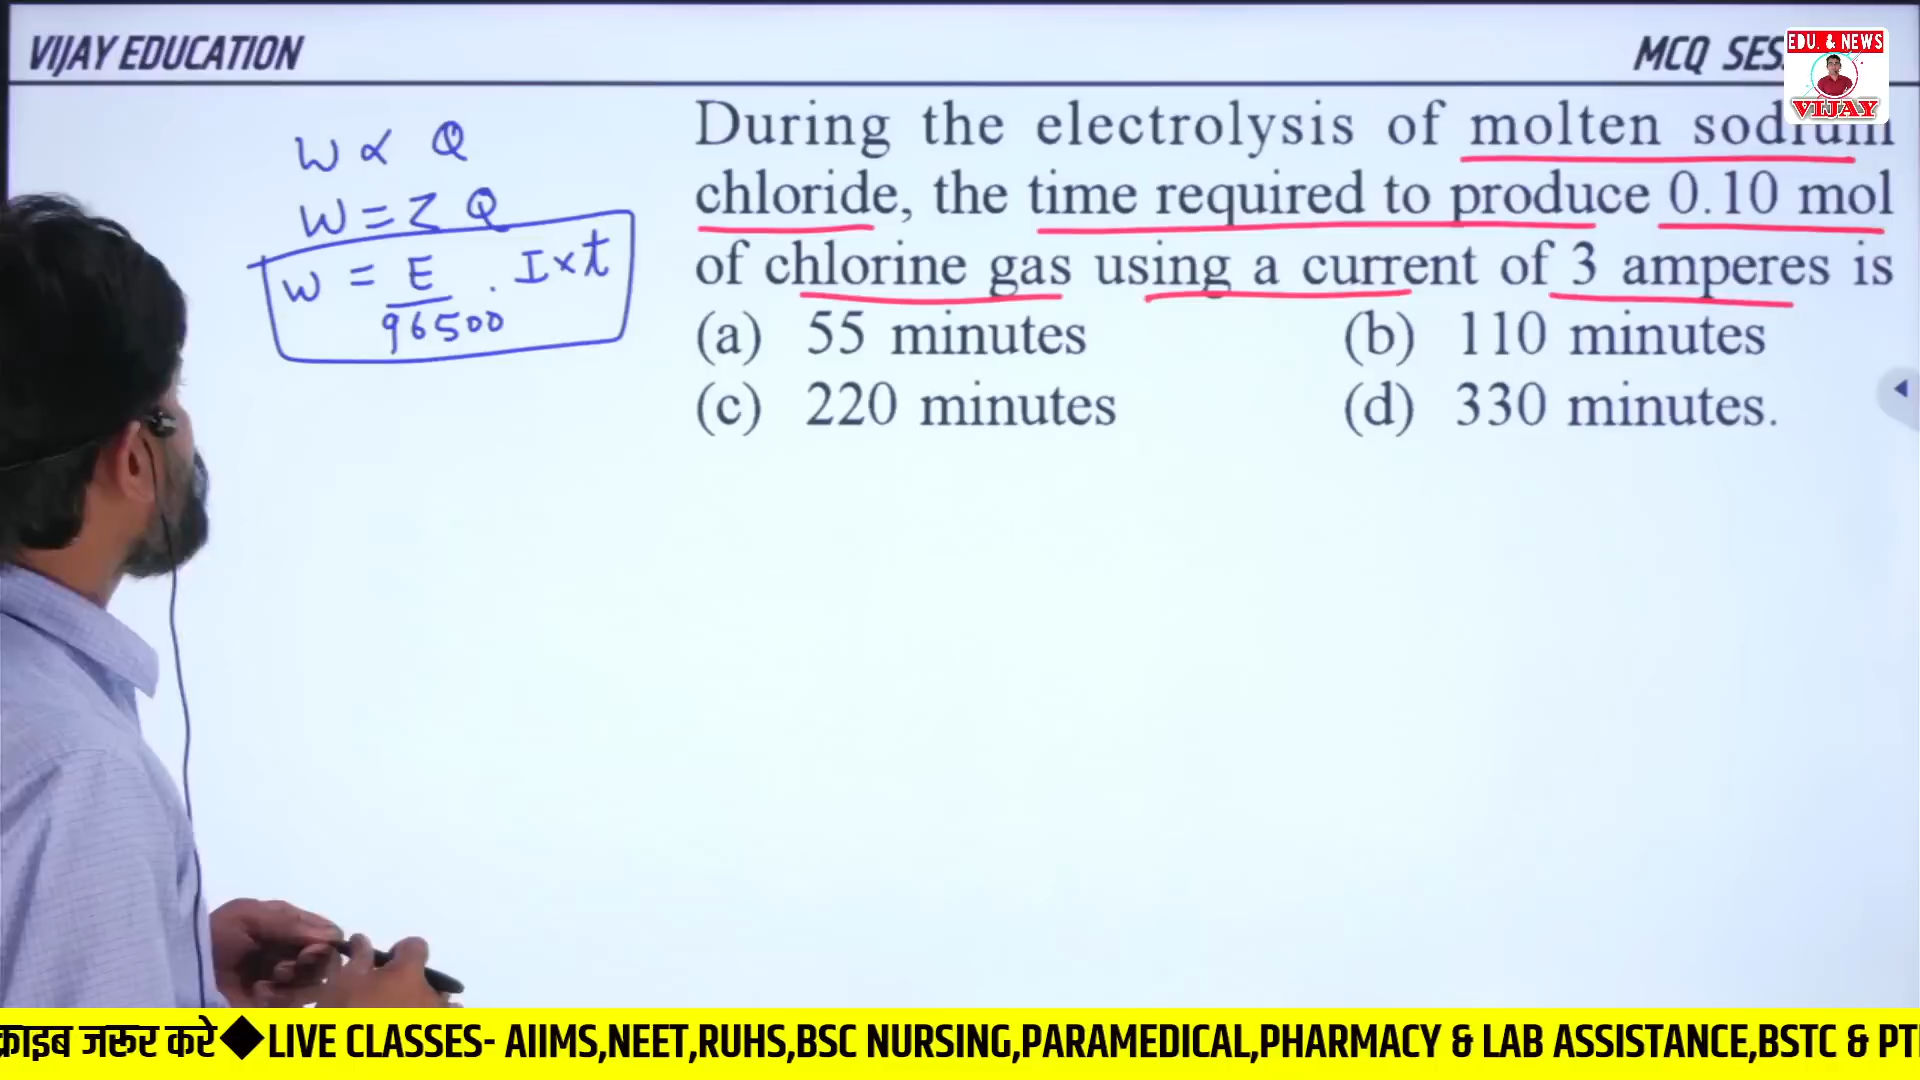 VIJAY EDUCATION
MCQ SES
EDU. & NEWS
VIJAY
W ∝ Q
W = Z Q
W = E/96500 . I × t
During the electrolysis of molten sodium
chloride, the time required to produce 0.10 mol
of chlorine gas using a current of 3 amperes is
(a) 55 minutes (b) 110 minutes
(c) 220 minutes (d) 330 minutes.
क्राइब जरूर करे◆LIVE CLASSES- AIIMS,NEET,RUHS,BSC NURSING,PARAMEDICAL,PHARMACY & LAB ASSISTANCE,BSTC & PT